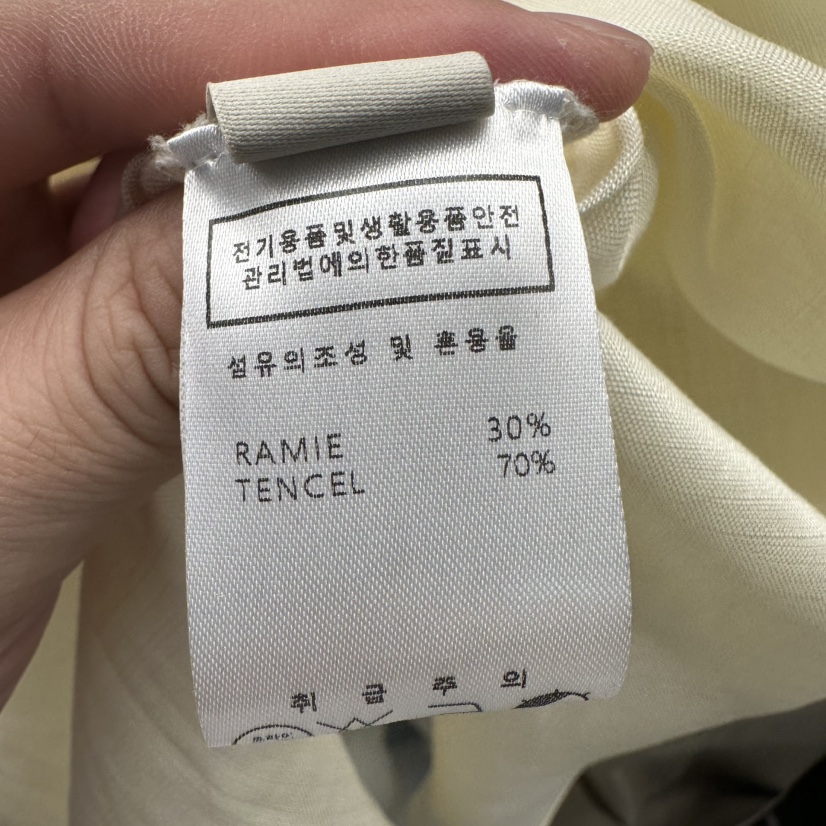 전기용품및생활용품안전
관리법에의한품질표시
섬유의조성 및 혼용율
RAMIE 30%
TENCEL 70%
취 급 주 의